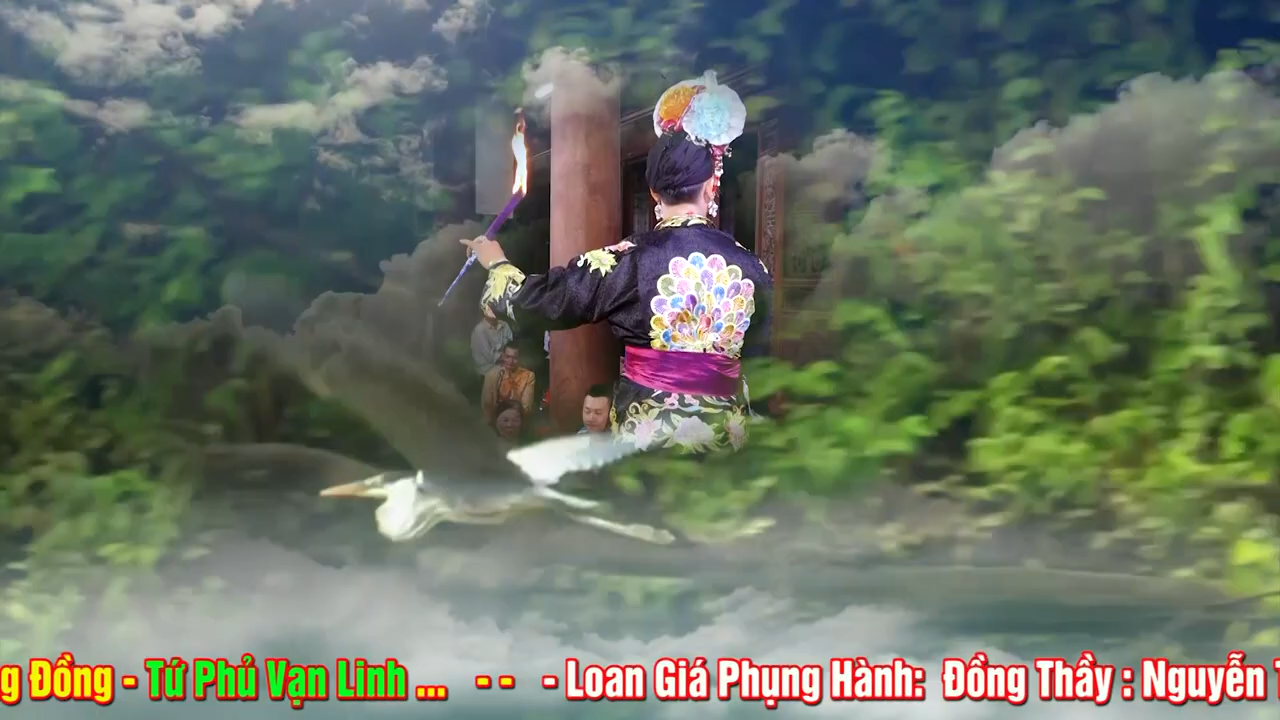 g Đồng - Tứ Phủ Vạn Linh ... - - - Loan Giá Phụng Hành: Đồng Thầy : Nguyễn T